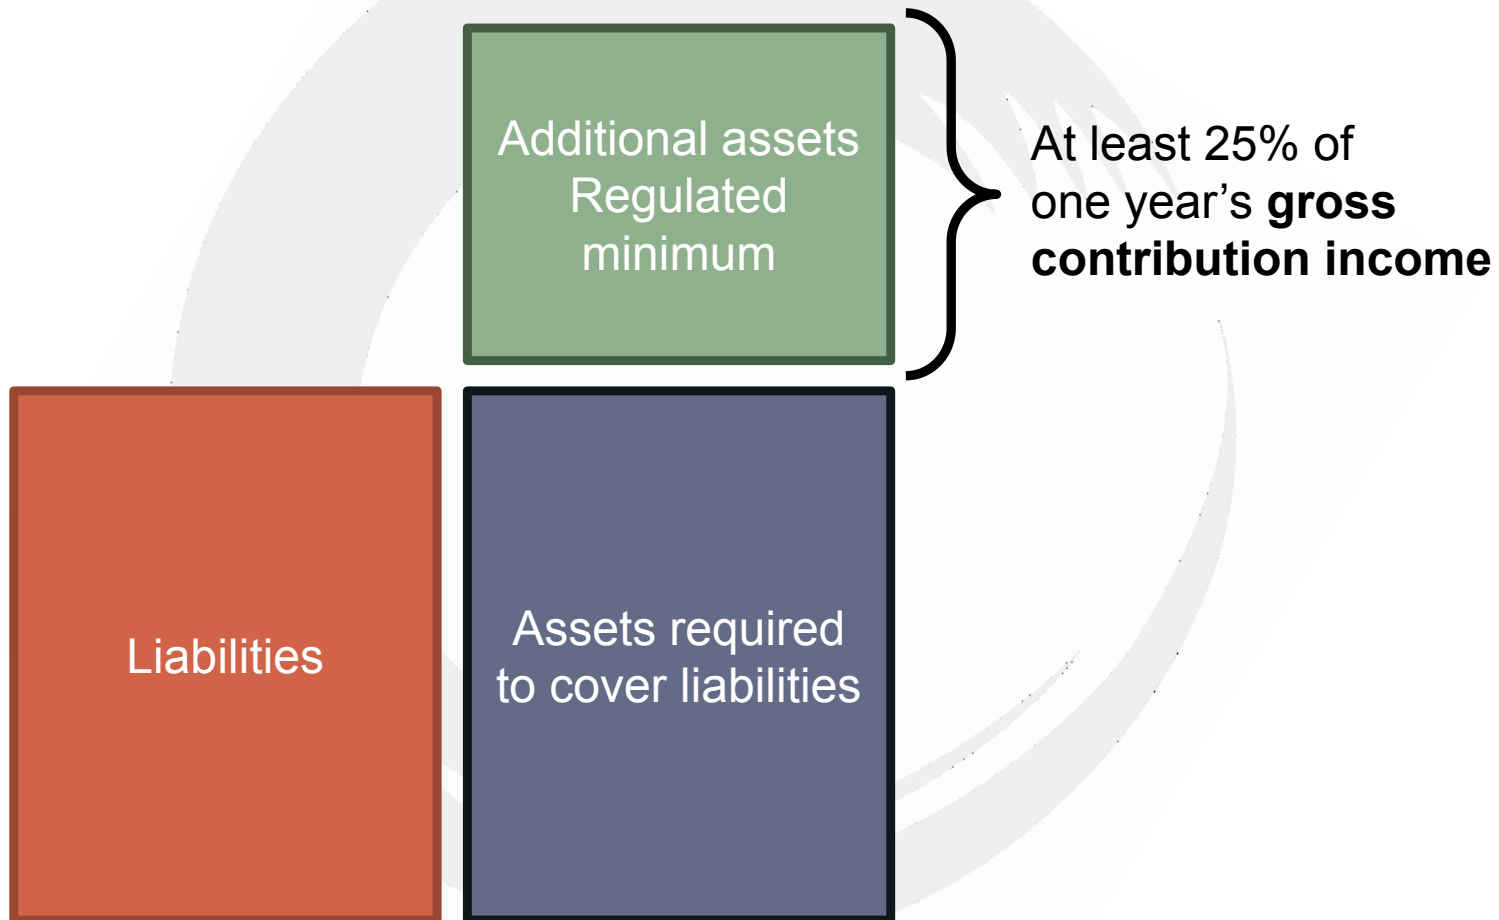 Additional assets
Regulated
minimum
At least 25% of
one year’s gross
contribution income
Liabilities
Assets required
to cover liabilities